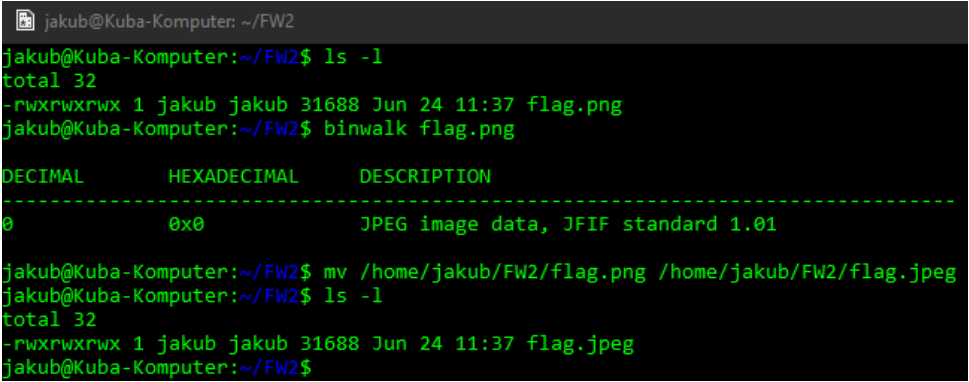 jakub@Kuba-Komputer: ~/FW2
jakub@Kuba-Komputer:~/FW2$ ls -l
total 32
-rwxrwxrwx 1 jakub jakub 31688 Jun 24 11:37 flag.png
jakub@Kuba-Komputer:~/FW2$ binwalk flag.png
DECIMAL       HEXADECIMAL     DESCRIPTION
--------------------------------------------------------------------------------
0             0x0             JPEG image data, JFIF standard 1.01
jakub@Kuba-Komputer:~/FW2$ mv /home/jakub/FW2/flag.png /home/jakub/FW2/flag.jpeg
jakub@Kuba-Komputer:~/FW2$ ls -l
total 32
-rwxrwxrwx 1 jakub jakub 31688 Jun 24 11:37 flag.jpeg
jakub@Kuba-Komputer:~/FW2$